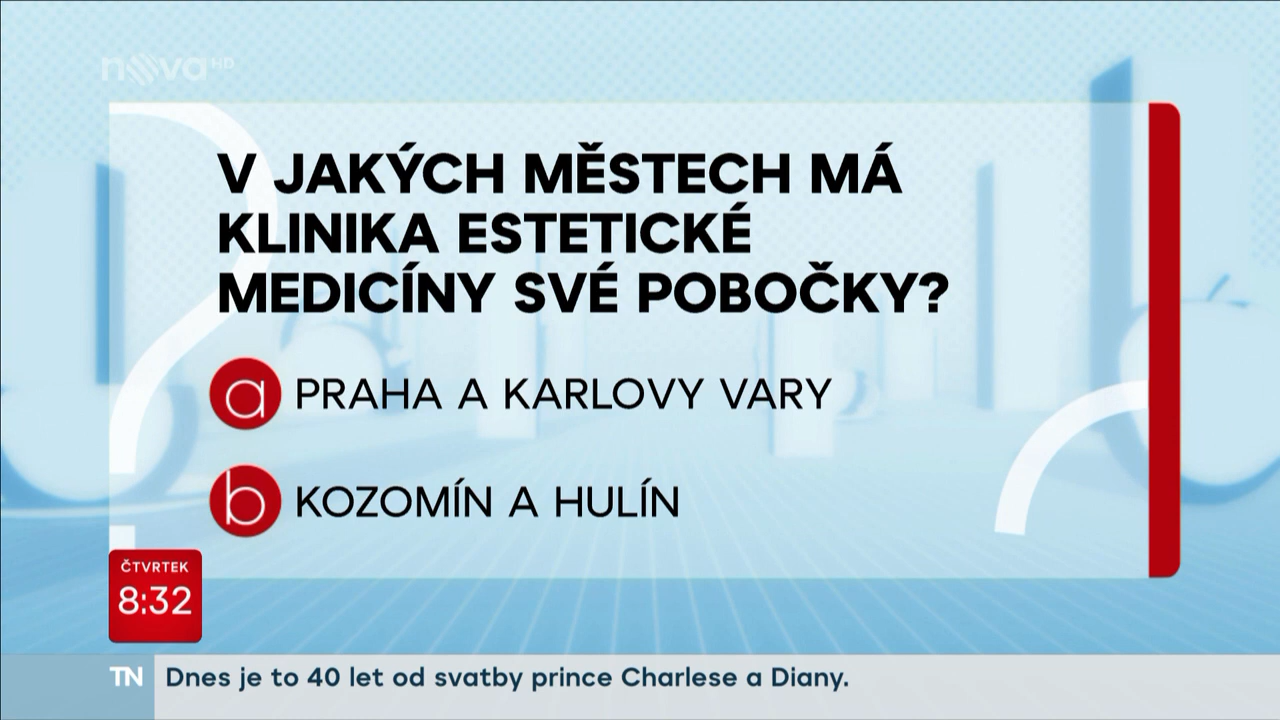 nova HD
V JAKÝCH MĚSTECH MÁ
KLINIKA ESTETICKÉ
MEDICÍNY SVÉ POBOČKY?
a PRAHA A KARLOVY VARY
b KOZOMÍN A HULÍN
ČTVRTEK
8:32
TN Dnes je to 40 let od svatby prince Charlese a Diany.